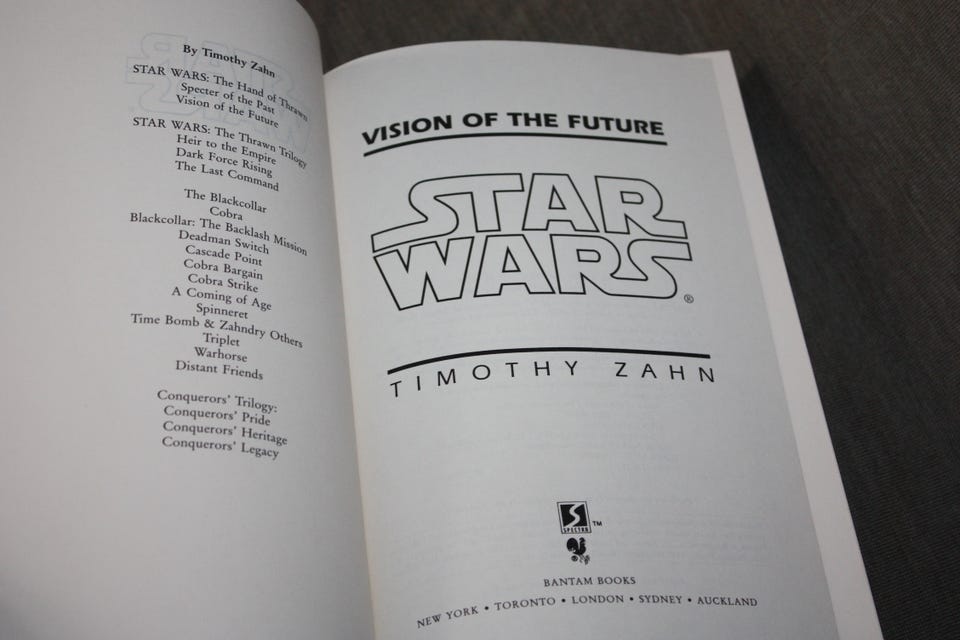 By Timothy Zahn
STAR WARS: The Hand of Thrawn
Specter of the Past
Vision of the Future
STAR WARS: The Thrawn Trilogy
Heir to the Empire
Dark Force Rising
The Last Command
The Blackcollar
Cobra
Blackcollar: The Backlash Mission
Deadman Switch
Cascade Point
Cobra Bargain
Cobra Strike
A Coming of Age
Spinneret
Time Bomb & Zahndry Others
Triplet
Warhorse
Distant Friends
Conquerors' Trilogy:
Conquerors' Pride
Conquerors' Heritage
Conquerors' Legacy
VISION OF THE FUTURE
STAR
WARS®
TIMOTHY ZAHN
S™
SPECTRA
®
BANTAM BOOKS
NEW YORK • TORONTO • LONDON • SYDNEY • AUCKLAND